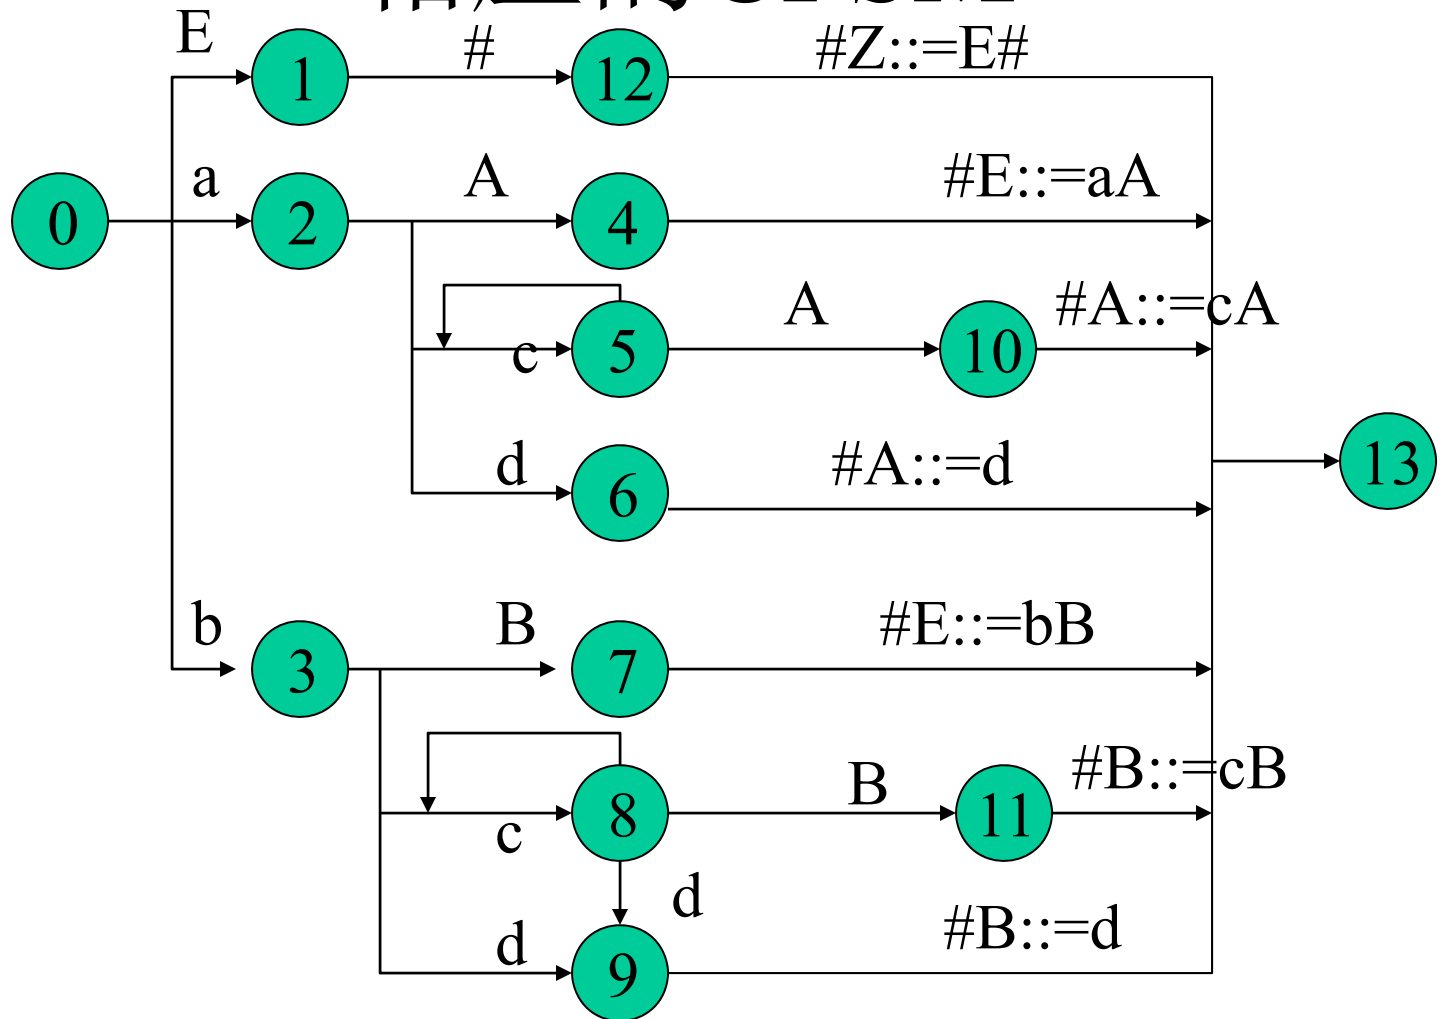 E # #Z::=E#
1 12
a A #E::=aA
0 2 4
A #A::=cA
c 5 10
d #A::=d
6 13
b B #E::=bB
3 7
B #B::=cB
c 8 11
d
d #B::=d
9